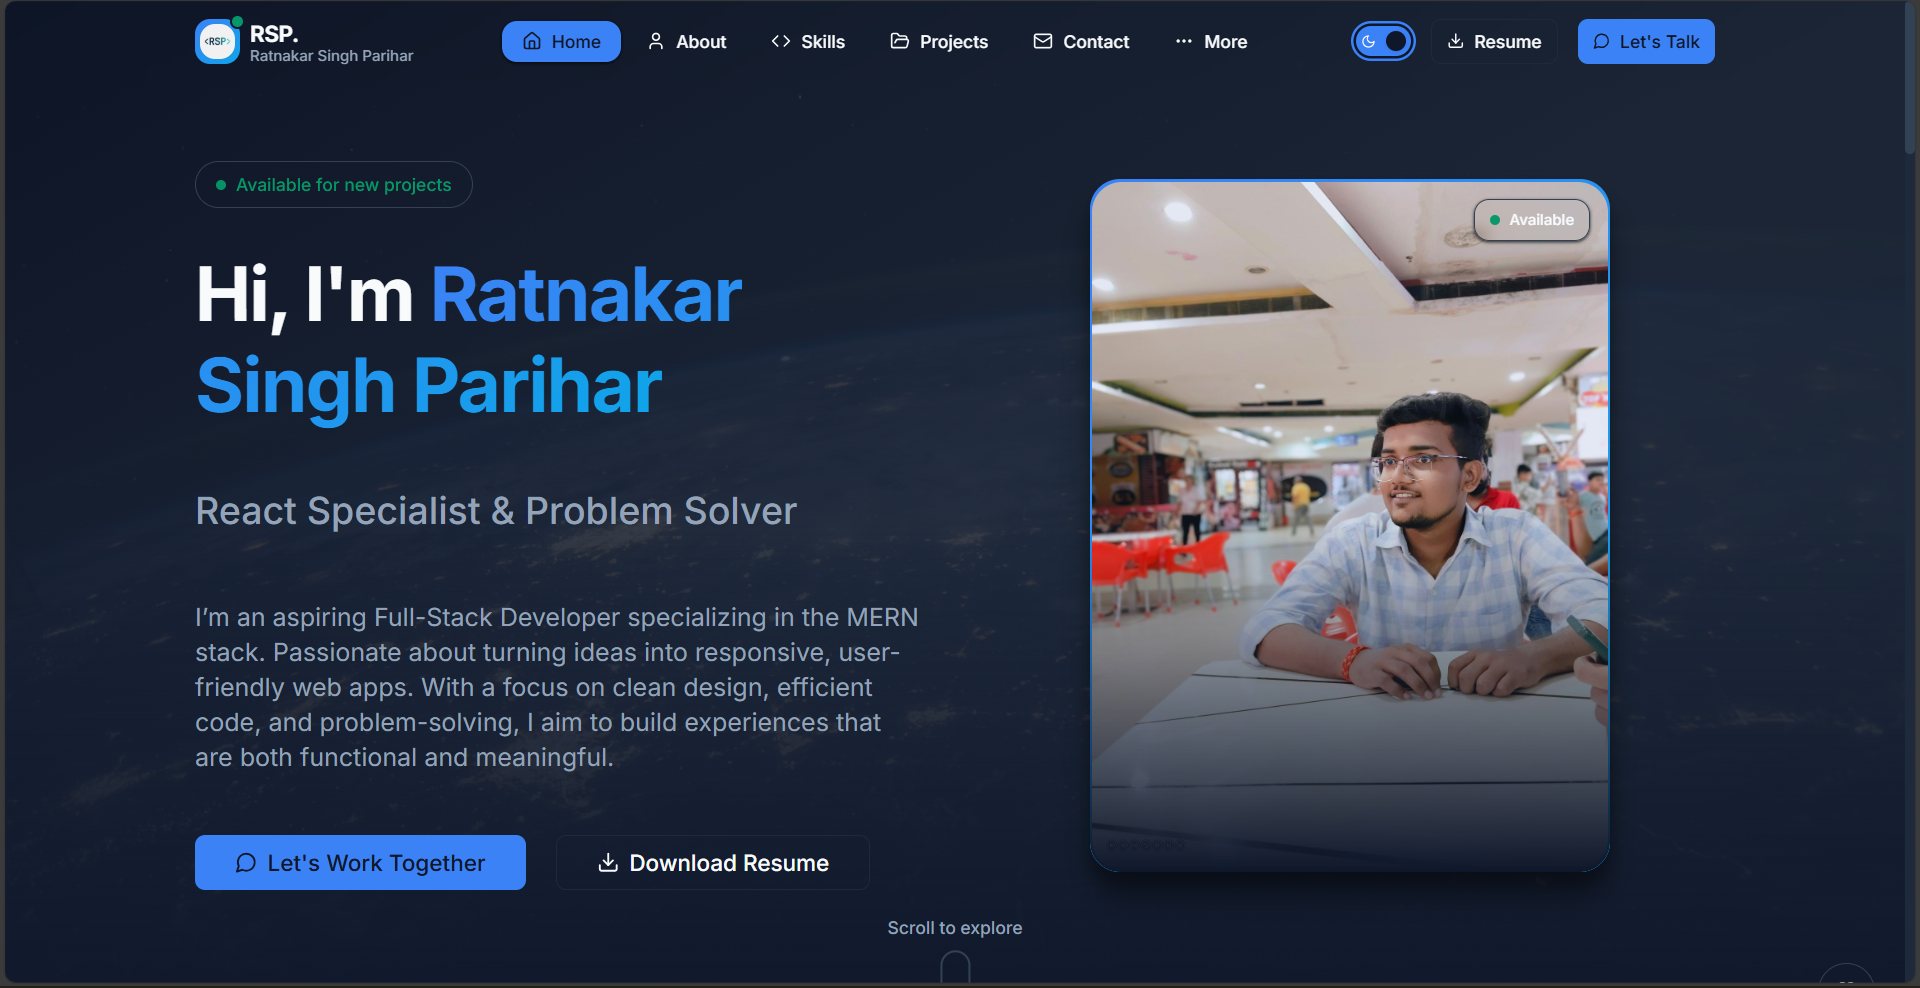 <RSP>
RSP.
Ratnakar Singh Parihar
Home
About
Skills
Projects
Contact
More
Resume
Let's Talk
Available for new projects
Available
Hi, I'm Ratnakar
Singh Parihar
React Specialist & Problem Solver
I’m an aspiring Full-Stack Developer specializing in the MERN
stack. Passionate about turning ideas into responsive, user-
friendly web apps. With a focus on clean design, efficient
code, and problem-solving, I aim to build experiences that
are both functional and meaningful.
Let's Work Together
Download Resume
Scroll to explore